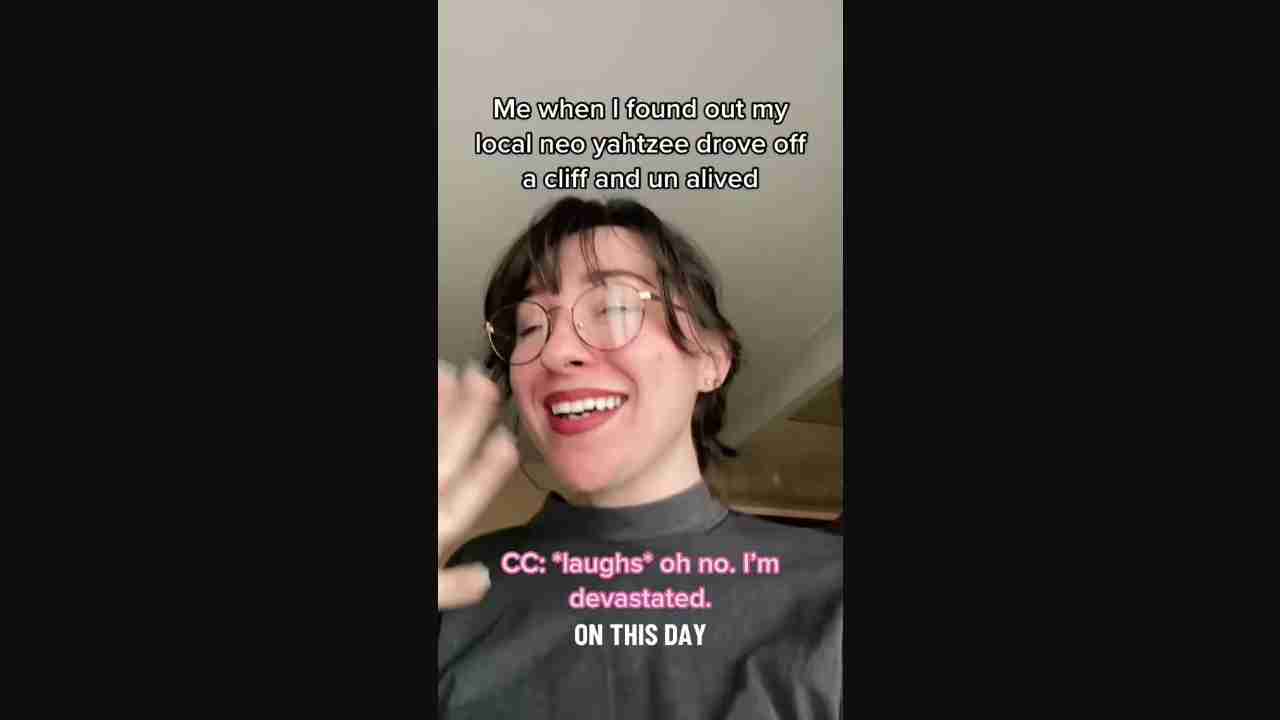 Me when I found out my
local neo yahtzee drove off
a cliff and un alived
CC: *laughs* oh no. I'm
devastated.
ON THIS DAY